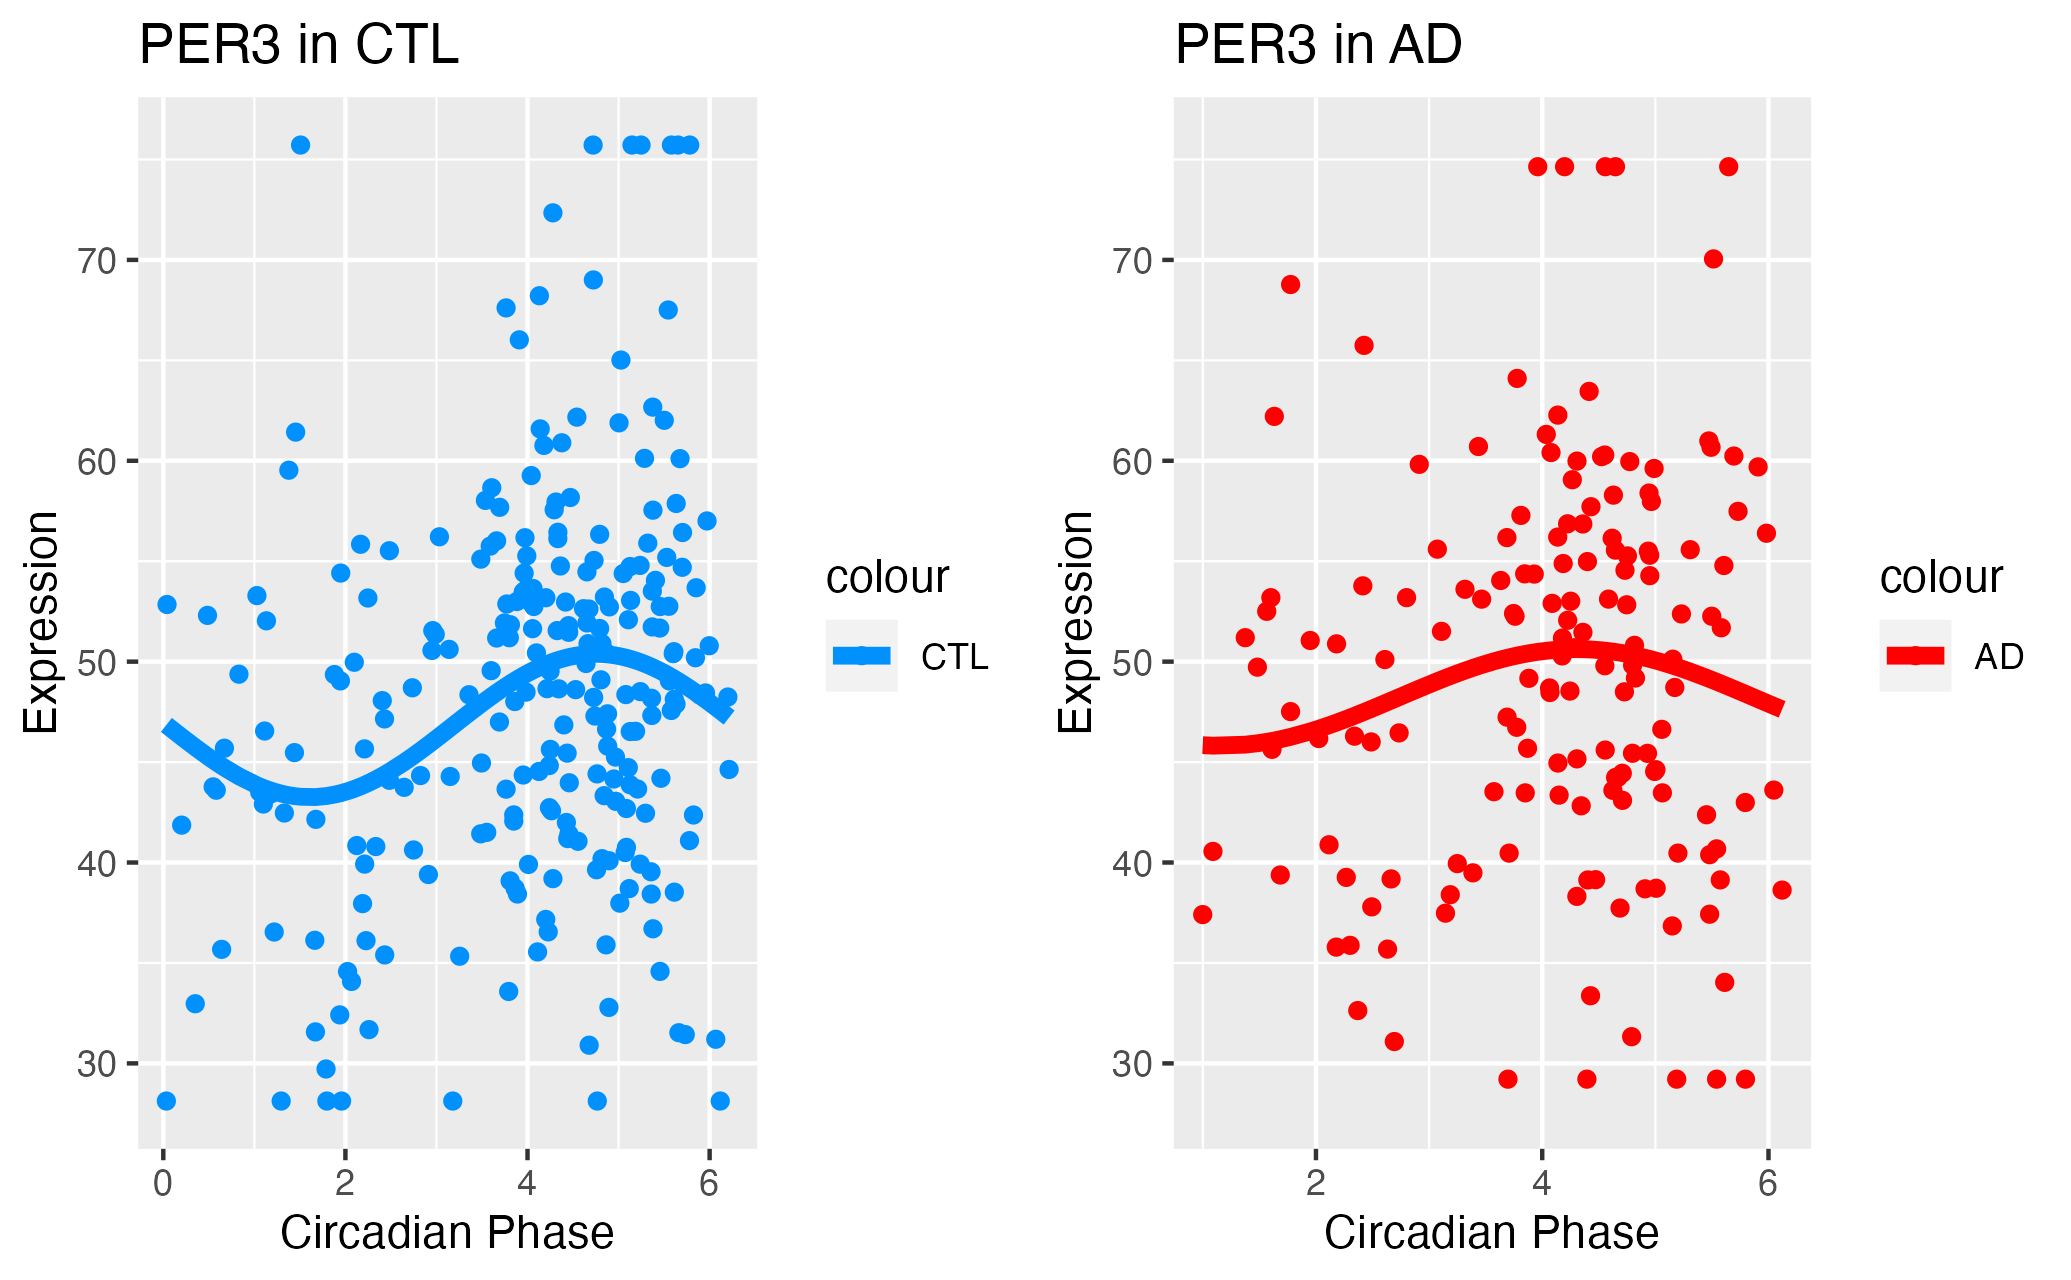 PER3 in CTL
Expression
70
60
50
40
30
0 2 4 6
Circadian Phase
colour
CTL
PER3 in AD
Expression
70
60
50
40
30
2 4 6
Circadian Phase
colour
AD